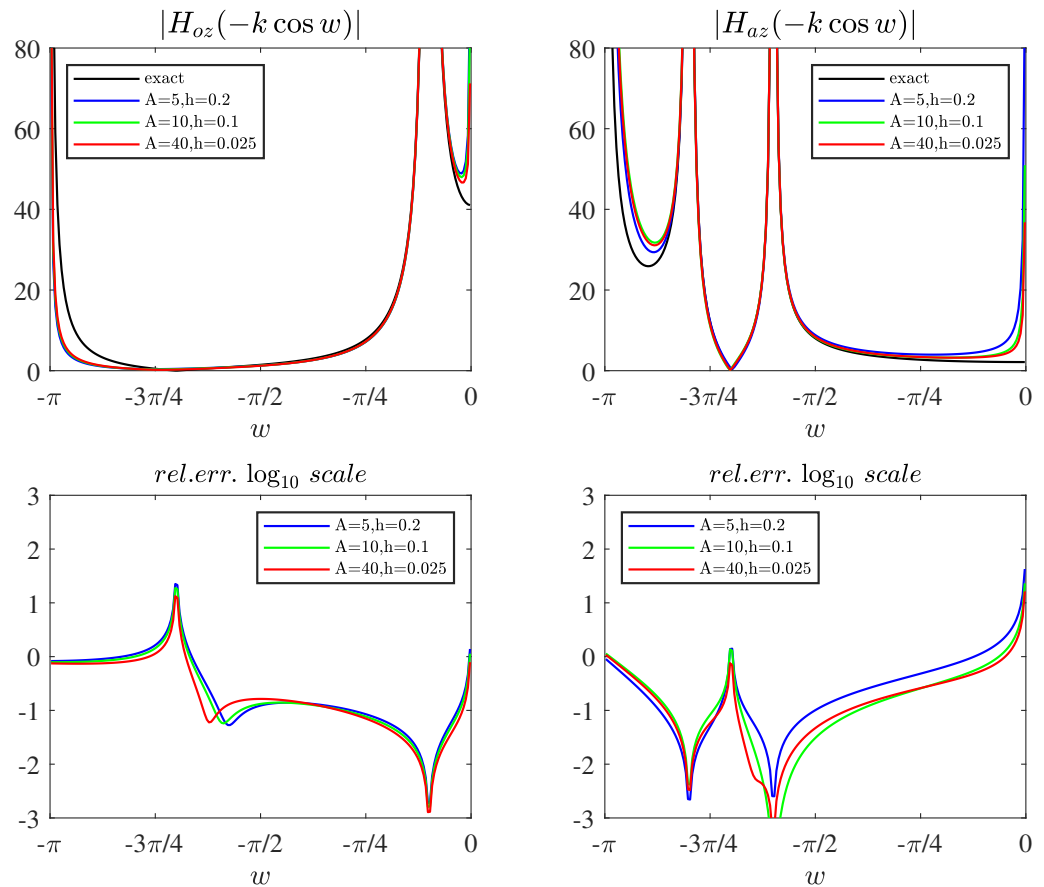 |H_{oz}(−k cos w)|
80
60
40
20
0
exact
A=5,h=0.2
A=10,h=0.1
A=40,h=0.025
-π -3π/4 -π/2 -π/4 0
w
|H_{az}(−k cos w)|
80
60
40
20
0
exact
A=5,h=0.2
A=10,h=0.1
A=40,h=0.025
-π -3π/4 -π/2 -π/4 0
w
rel.err. log_{10} scale
3
2
1
0
-1
-2
-3
A=5,h=0.2
A=10,h=0.1
A=40,h=0.025
-π -3π/4 -π/2 -π/4 0
w
rel.err. log_{10} scale
3
2
1
0
-1
-2
-3
A=5,h=0.2
A=10,h=0.1
A=40,h=0.025
-π -3π/4 -π/2 -π/4 0
w